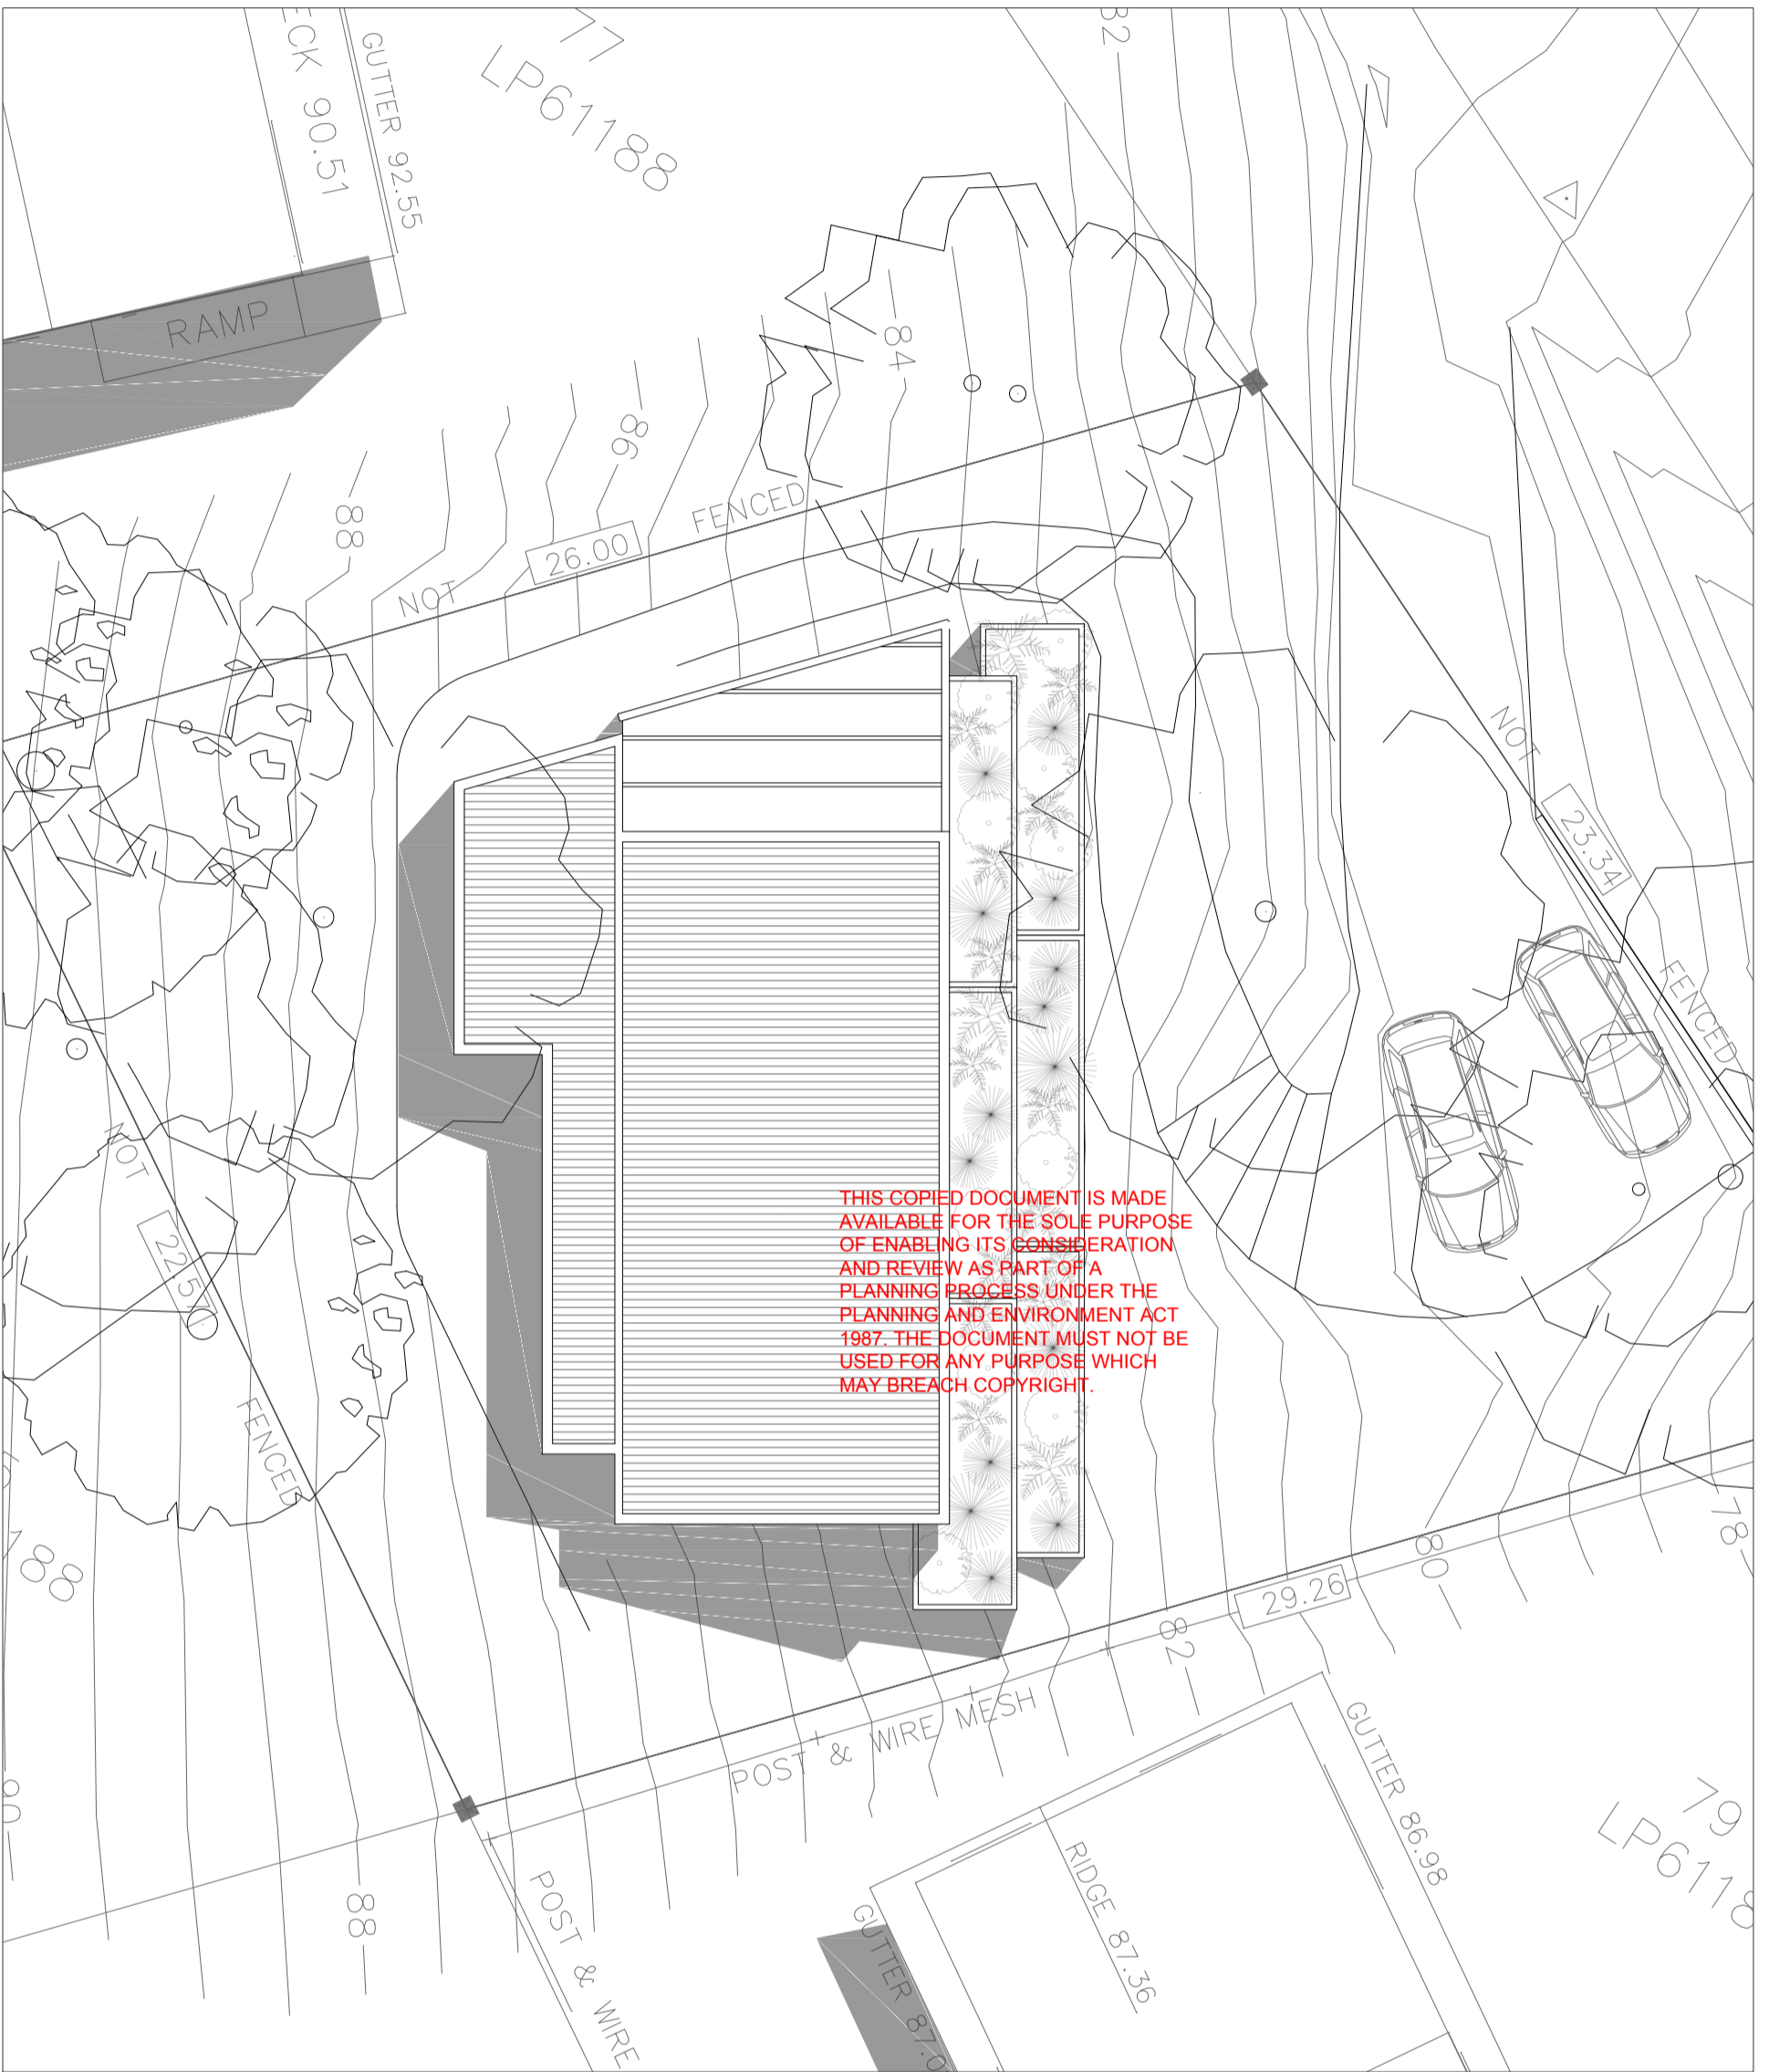 77
LP61188
82
GUTTER 92.55
90.51
RAMP
84
86
88
NOT
26.00
FENCED
NOT
23.34
FENCED
NOT
22.51
FENCED
THIS COPIED DOCUMENT IS MADE
AVAILABLE FOR THE SOLE PURPOSE
OF ENABLING ITS CONSIDERATION
AND REVIEW AS PART OF A
PLANNING PROCESS UNDER THE
PLANNING AND ENVIRONMENT ACT
1987. THE DOCUMENT MUST NOT BE
USED FOR ANY PURPOSE WHICH
MAY BREACH COPYRIGHT.
78
80
29.26
82
POST & WIRE MESH
GUTTER 86.98
79
RIDGE 87.36
88
POST & WIRE
GUTTER